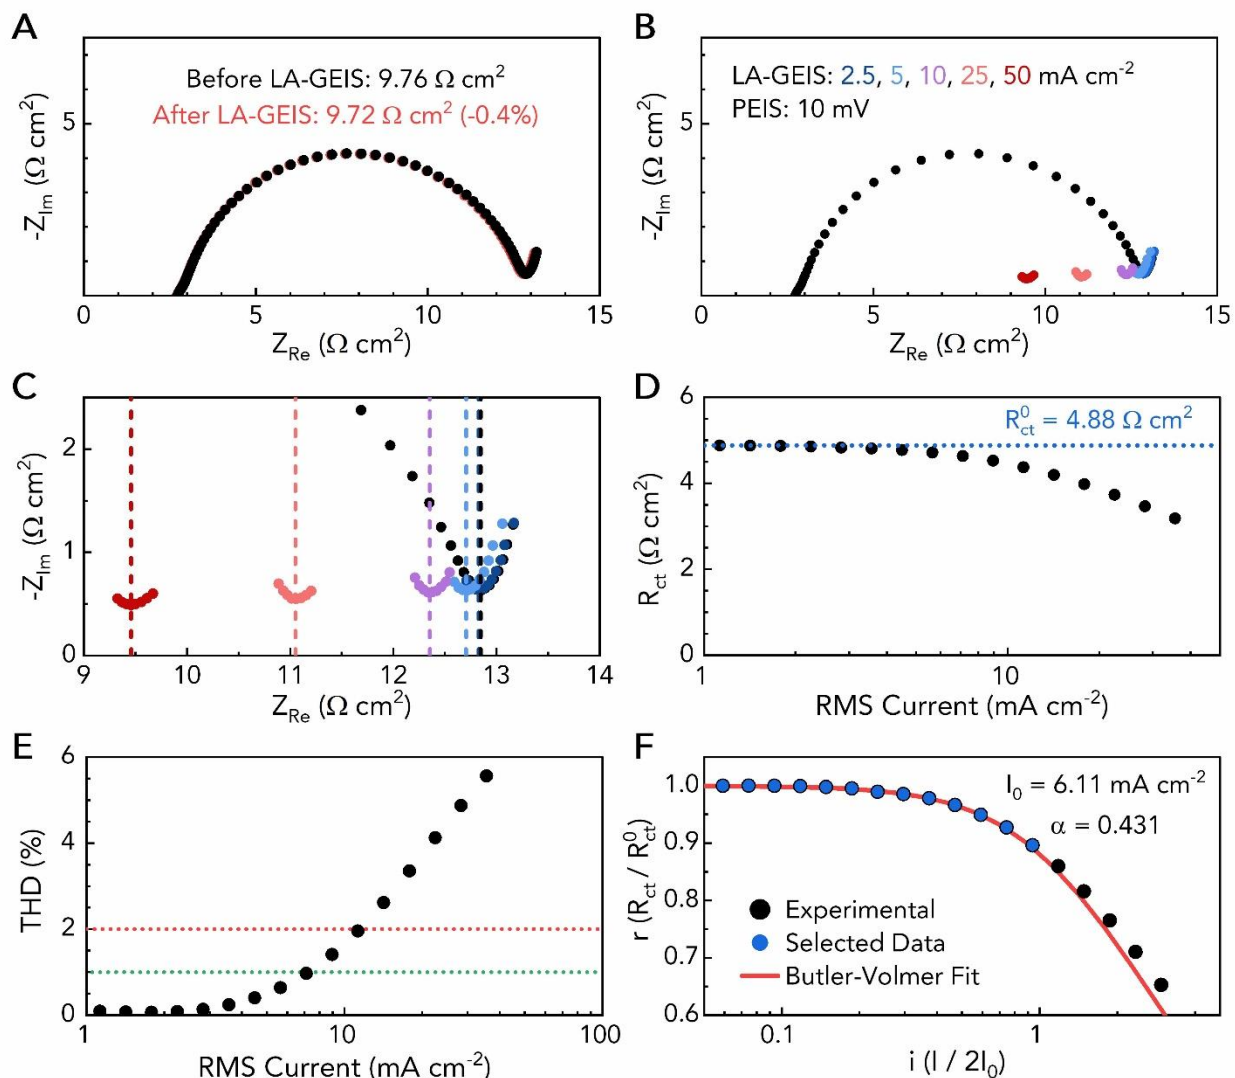 A
Before LA-GEIS: 9.76 Ω cm²
After LA-GEIS: 9.72 Ω cm² (-0.4%)
5
-Z_Im (Ω cm²)
0 5 10 15
Z_Re (Ω cm²)
B
LA-GEIS: 2.5, 5, 10, 25, 50 mA cm⁻²
PEIS: 10 mV
5
-Z_Im (Ω cm²)
0 5 10 15
Z_Re (Ω cm²)
C
2
1
0
-Z_Im (Ω cm²)
9 10 11 12 13 14
Z_Re (Ω cm²)
D
R_ct^0 = 4.88 Ω cm²
6
4
2
0
R_ct (Ω cm²)
1 10
RMS Current (mA cm⁻²)
E
6
4
2
0
THD (%)
1 10 100
RMS Current (mA cm⁻²)
F
I₀ = 6.11 mA cm⁻²
α = 0.431
1.0
0.9
0.8
0.7
0.6
r (R_ct / R_ct^0)
Experimental
Selected Data
Butler-Volmer Fit
0.1 1
i (I / 2I₀)